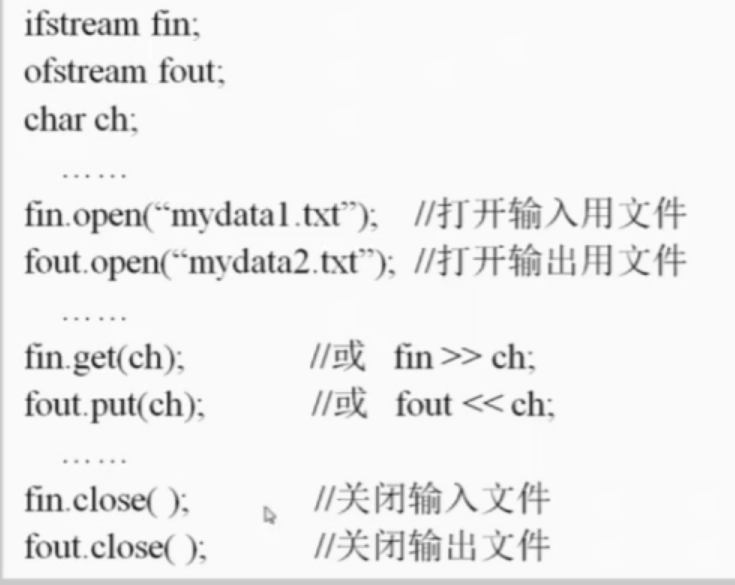 ifstream fin;
ofstream fout;
char ch;
……
fin.open(“mydata1.txt”); //打开输入用文件
fout.open(“mydata2.txt”); //打开输出用文件
……
fin.get(ch); //或 fin >> ch;
fout.put(ch); //或 fout << ch;
……
fin.close( ); //关闭输入文件
fout.close( ); //关闭输出文件